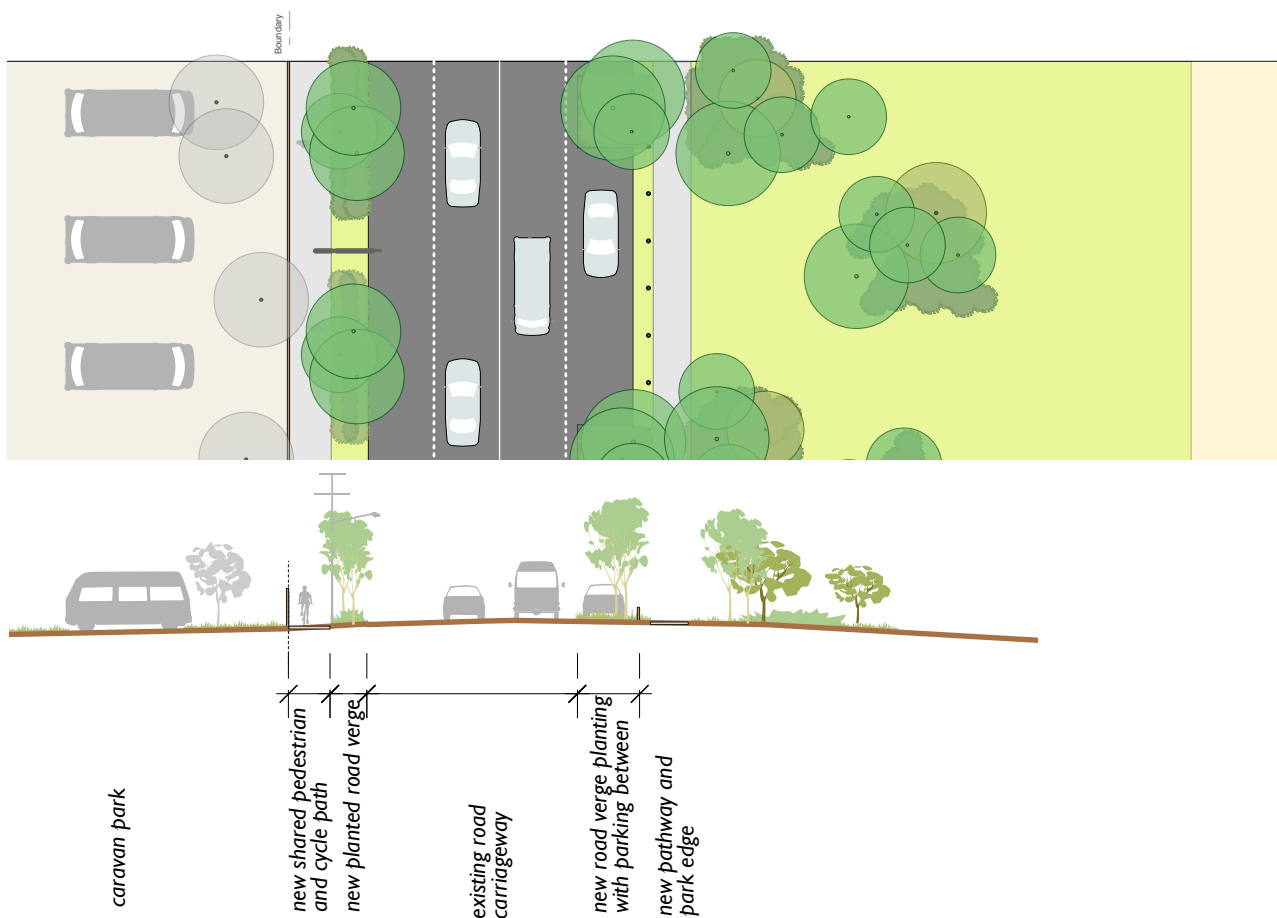 Boundary
caravan park
new shared pedestrian
and cycle path
new planted road verge
existing road
carriageway
new road verge planting
with parking between
new pathway and
park edge